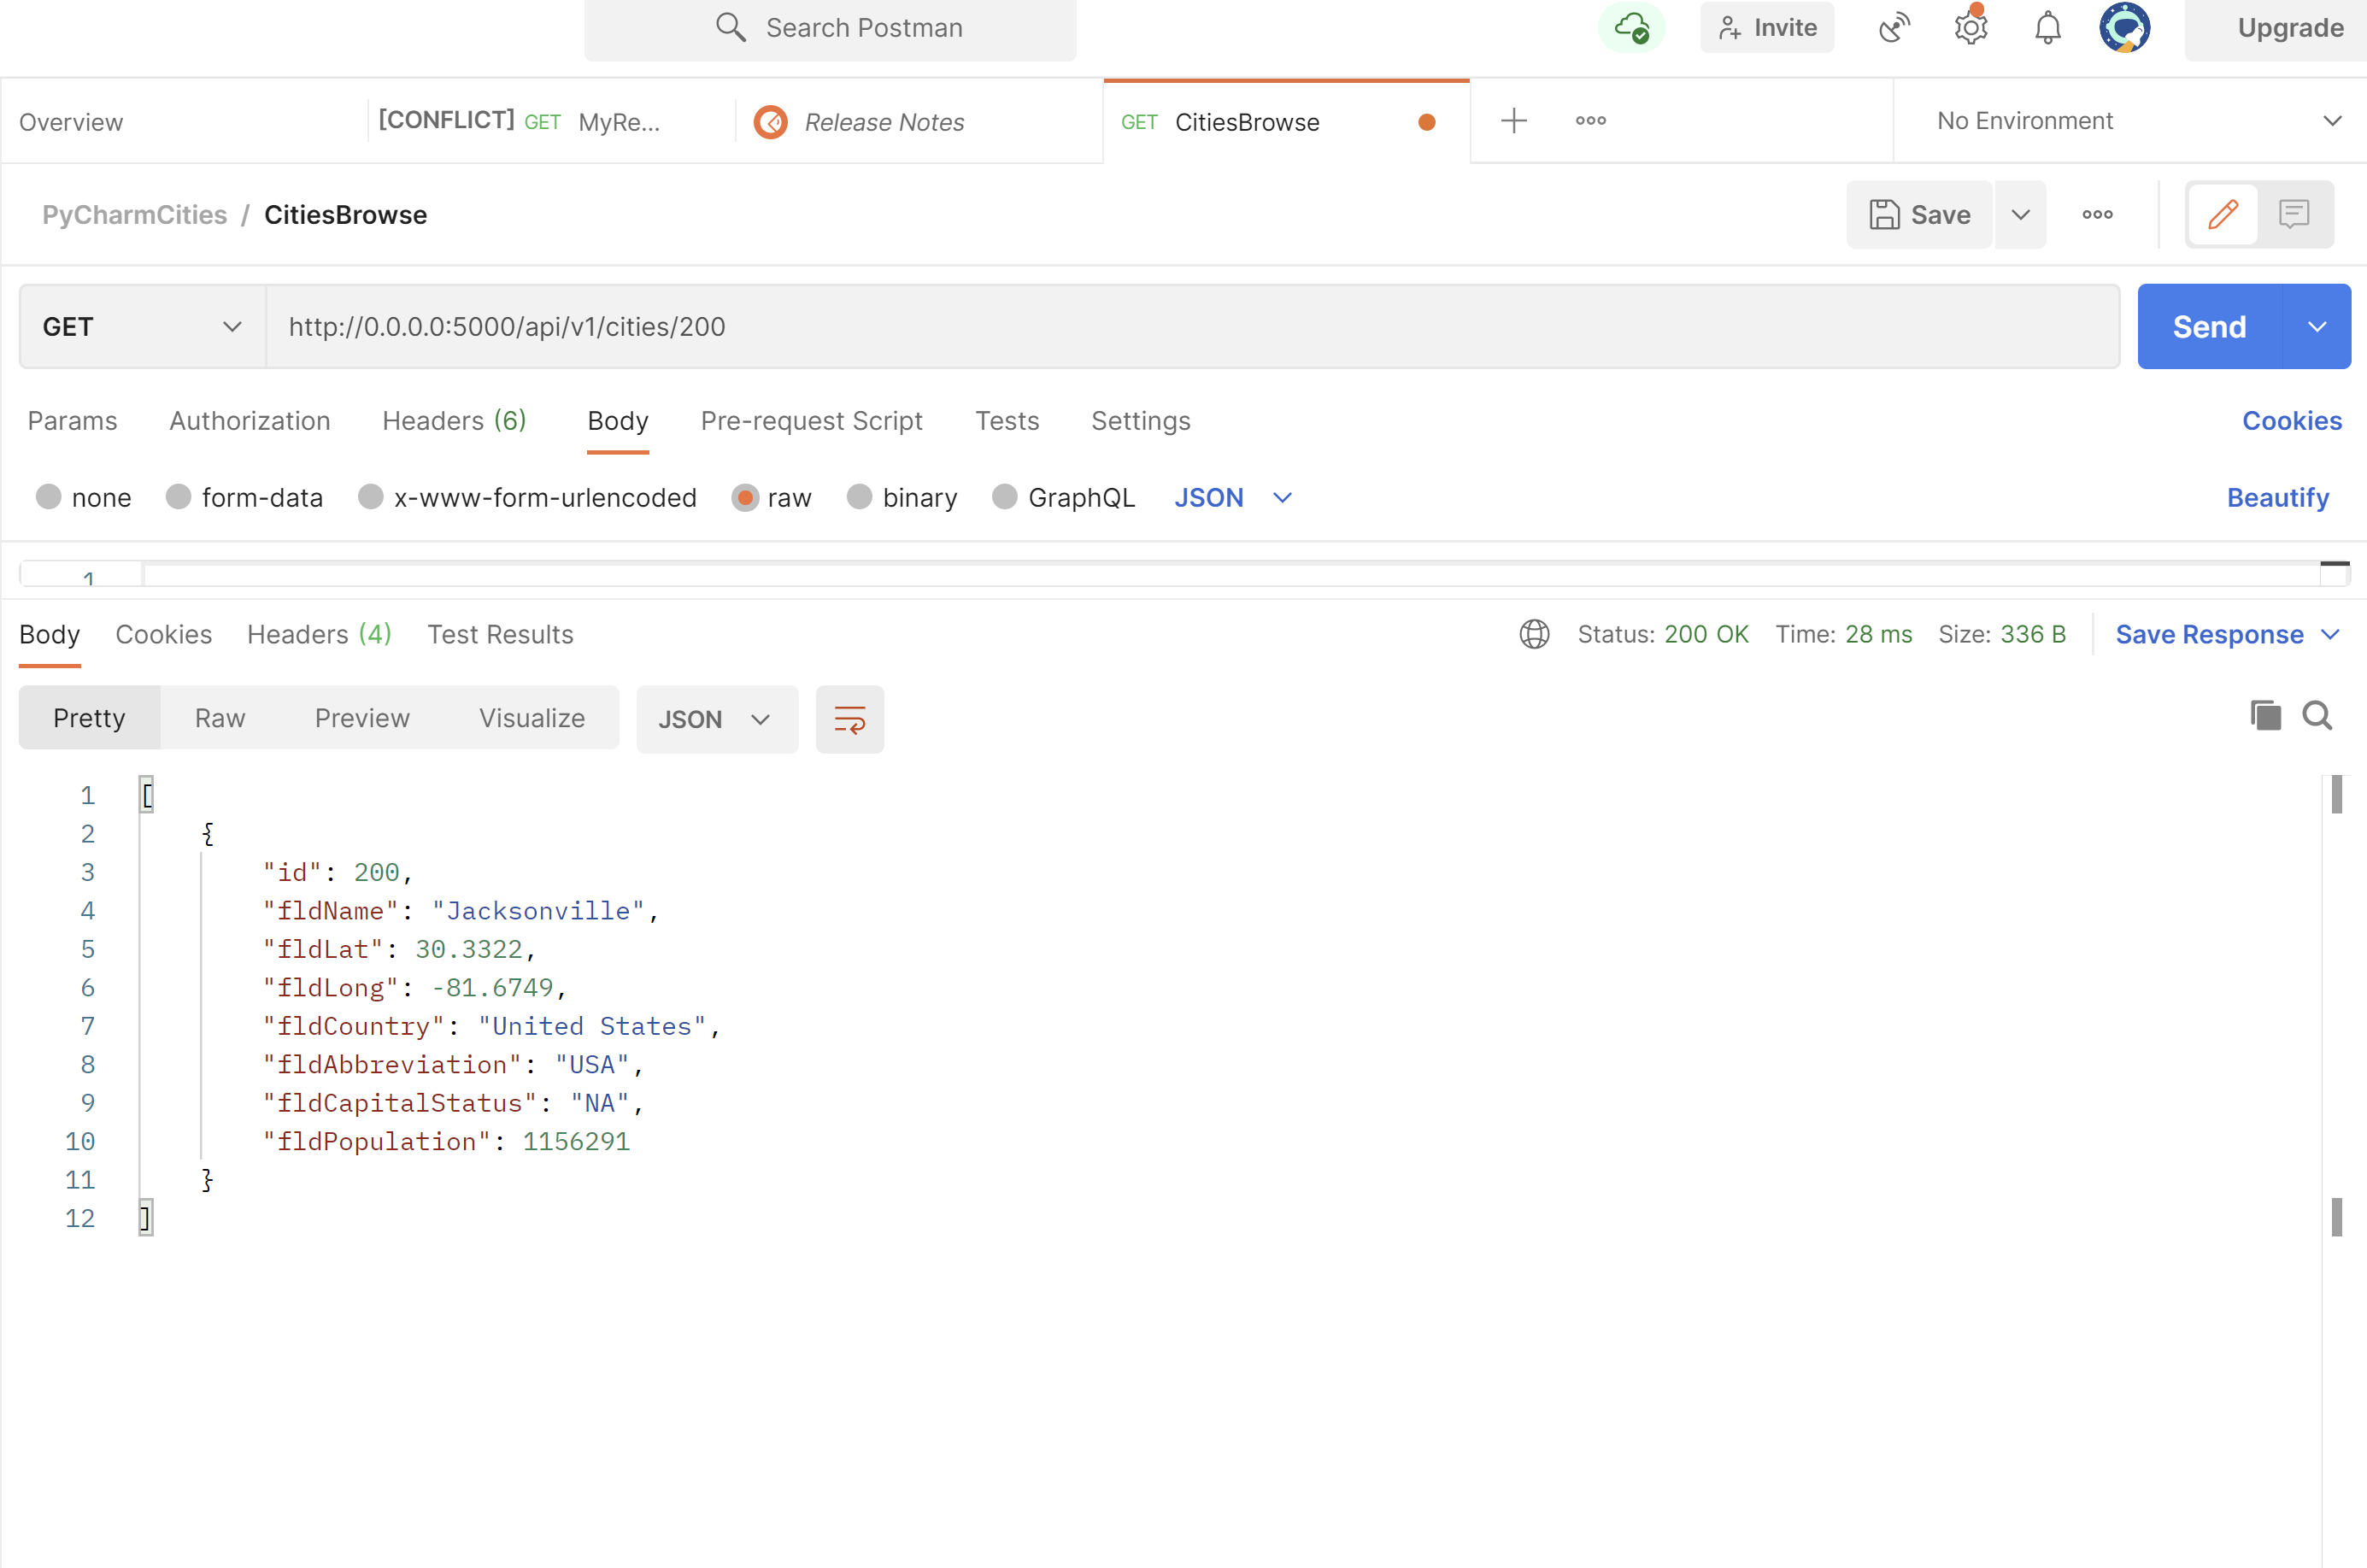 Search Postman
Invite
Upgrade
Overview
[CONFLICT] GET MyRe...
Release Notes
GET CitiesBrowse
No Environment
PyCharmCities / CitiesBrowse
Save
GET
http://0.0.0.0:5000/api/v1/cities/200
Send
Params Authorization Headers (6) Body Pre-request Script Tests Settings Cookies
none form-data x-www-form-urlencoded raw binary GraphQL JSON Beautify
1
Body Cookies Headers (4) Test Results Status: 200 OK Time: 28 ms Size: 336 B Save Response
Pretty Raw Preview Visualize JSON
1 [
2 {
3 "id": 200,
4 "fldName": "Jacksonville",
5 "fldLat": 30.3322,
6 "fldLong": -81.6749,
7 "fldCountry": "United States",
8 "fldAbbreviation": "USA",
9 "fldCapitalStatus": "NA",
10 "fldPopulation": 1156291
11 }
12 ]